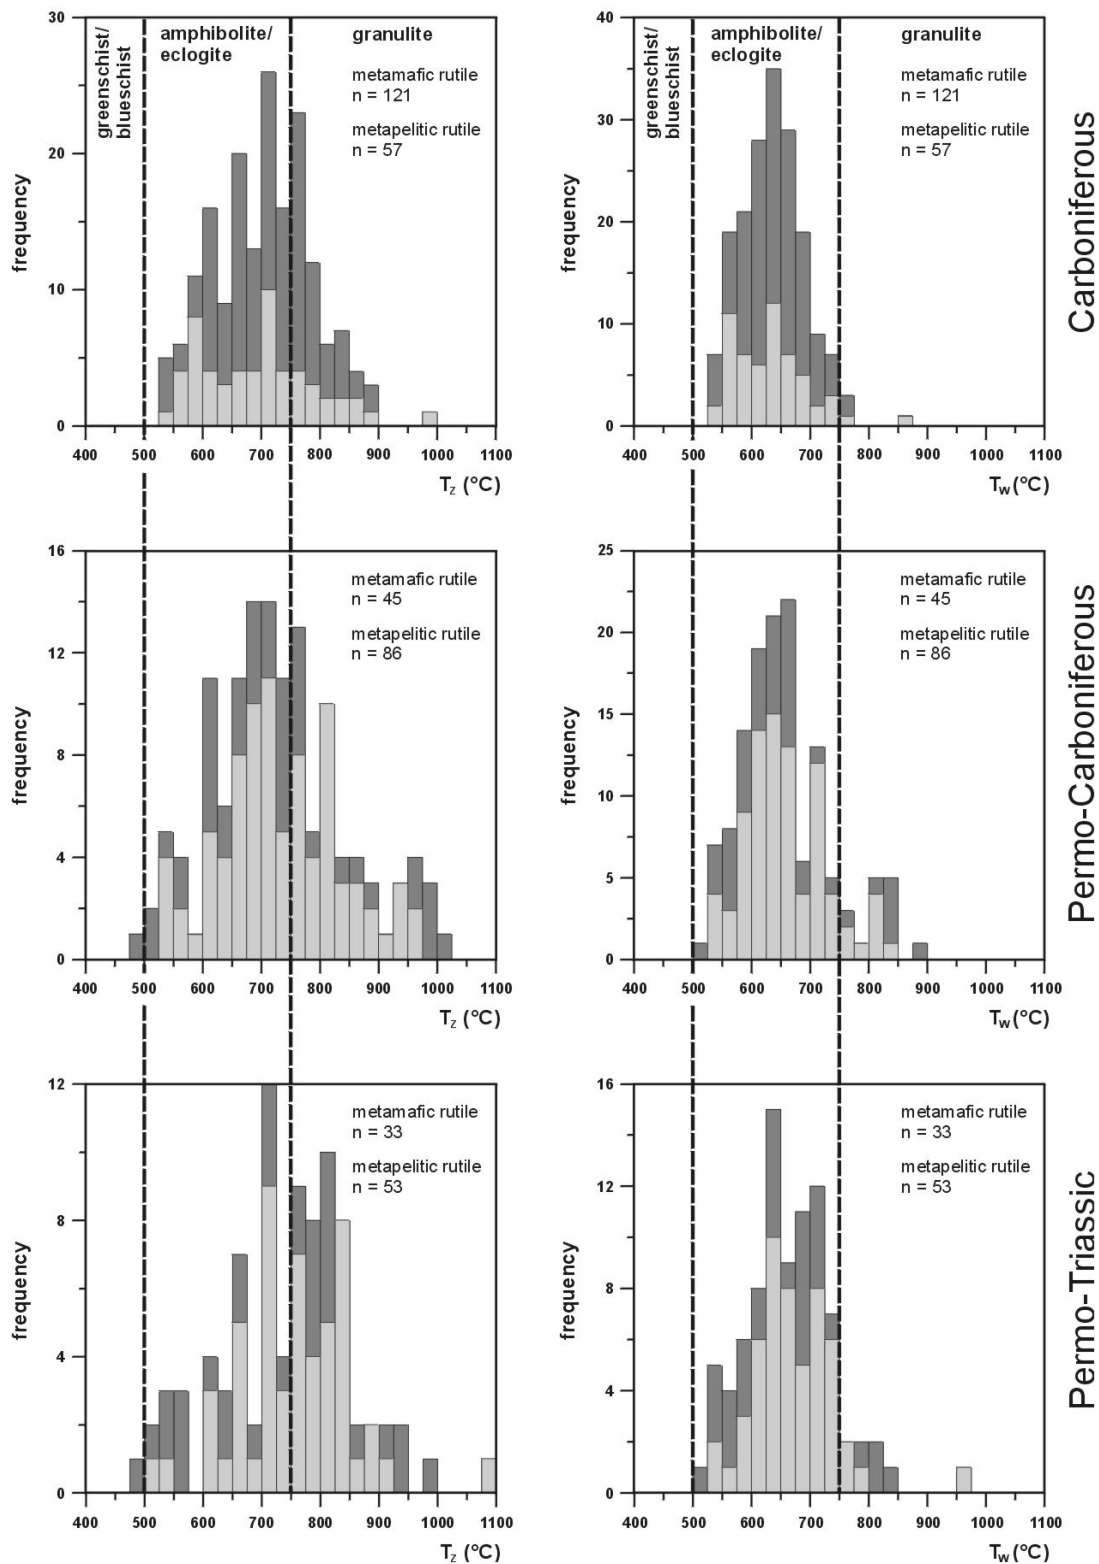 greenschist/
blueschist
amphibolite/
eclogite
granulite
metamafic rutile
n = 121
metapelitic rutile
n = 57
frequency
30
20
10
0
400 500 600 700 800 900 1000 1100
T_z (°C)
greenschist/
blueschist
amphibolite/
eclogite
granulite
metamafic rutile
n = 121
metapelitic rutile
n = 57
frequency
40
30
20
10
0
400 500 600 700 800 900 1000 1100
T_w (°C)
Carboniferous
metamafic rutile
n = 45
metapelitic rutile
n = 86
frequency
16
12
8
4
0
400 500 600 700 800 900 1000 1100
T_z (°C)
metamafic rutile
n = 45
metapelitic rutile
n = 86
frequency
25
20
15
10
5
0
400 500 600 700 800 900 1000 1100
T_w (°C)
Permo-Carboniferous
metamafic rutile
n = 33
metapelitic rutile
n = 53
frequency
12
8
4
0
400 500 600 700 800 900 1000 1100
T_z (°C)
metamafic rutile
n = 33
metapelitic rutile
n = 53
frequency
16
12
8
4
0
400 500 600 700 800 900 1000 1100
T_w (°C)
Permo-Triassic